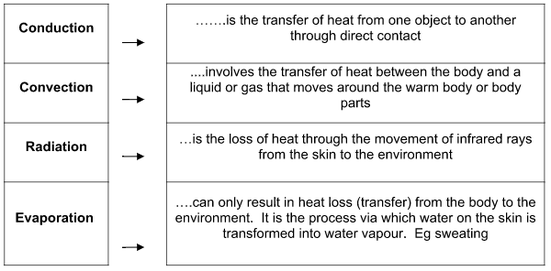 Conduction
…….is the transfer of heat from one object to another
through direct contact
Convection
....involves the transfer of heat between the body and a
liquid or gas that moves around the warm body or body
parts
Radiation
…is the loss of heat through the movement of infrared rays
from the skin to the environment
Evaporation
….can only result in heat loss (transfer) from the body to the
environment.  It is the process via which water on the skin is
transformed into water vapour.  Eg sweating